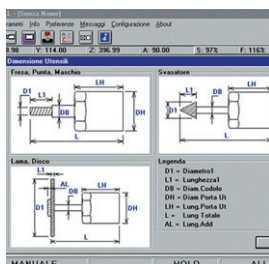 - [Senza Nome]
Info Preferenze Messaggi Configurazione About
Y: 114.00 Z: 396.99 A: 90.00 S: 97% F: 116%
Dimensione Utensili
Fresa, Punta, Maschio
Svasatore
LH
L1
D1
DB
DH
L
LH
L1
D1
DB
L
Lama, Disco
AL
L1
LH
DB
D1
DH
L
Legenda
D1 = Diametro1
L1 = Lunghezza1
DB = Diam.Codolo
DH = Diam Porta Ut
LH = Lung.Porta Ut
L = Lung Totale
AL = Lung.Add
MANUALE HOLD